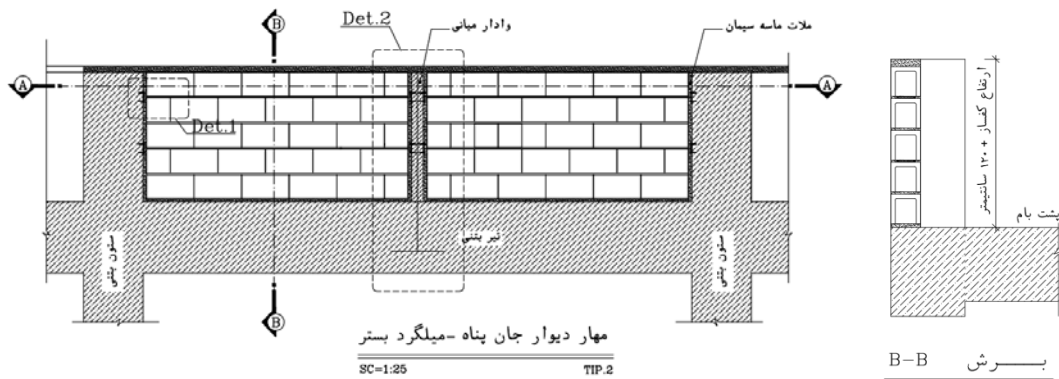 B
Det.2
وادار میانی
ملات ماسه سیمان
A
A
Det.1
ارتفاع کفساز + ۱۲۰ سانتیمتر
پشت بام
ستون بتنی
تیر بتنی
ستون بتنی
B
مهار دیوار جان پناه -میلگرد بستر
SC=1:25
TIP.2
B-B برش